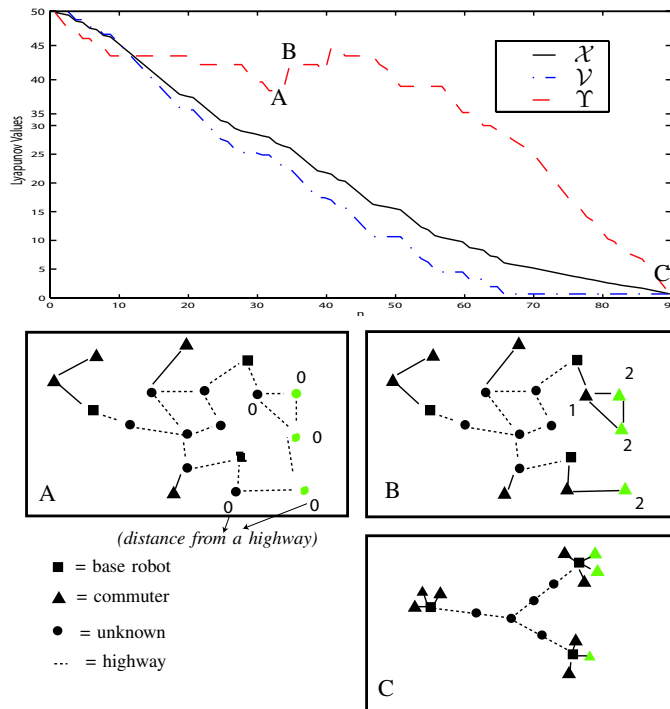 50
45
40
35
30
25
20
15
10
5
0
Lyapunov Values
0 10 20 30 40 50 60 70 80
n
B
A
C
𝒳
𝒱
ϒ
0
0
0
0
0
A
2
1
2
2
B
(distance from a highway)
= base robot
= commuter
= unknown
= highway
C